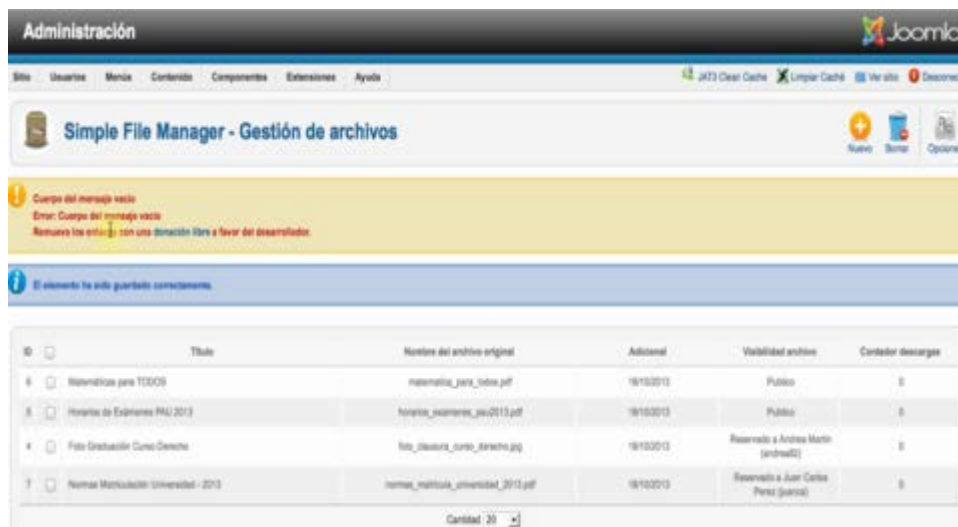 Administración
Joomla
Sitio Usuarios Menús Contenido Componentes Extensiones Ayuda JAT3 Clean Cache Limpiar Caché Ver sitio Desconec
Simple File Manager - Gestión de archivos
Nuevo Borrar Opcione
Cuerpo del mensaje vacío
Error: Cuerpo del mensaje vacío
Remueva los con una donación libre a favor del desarrollador.
El elemento ha sido guardado correctamente.
ID Título Nombre del archivo original Adicional Visibilidad archivo Contador descargas
6 Matemáticas para TODOS matematica_para_todos.pdf 18/10/2013 Publico 0
5 Horarios de Exámenes PAU 2013 horarios_examenes_pau2013.pdf 18/10/2013 Publico 0
4 Foto Graduación Curso Derecho foto_clausura_curso_derecho.jpg 18/10/2013 Reservado a Andrea Martin
7 Normas Matriculación Universidad - 2013 normas_matricula_universidad_2013.pdf 18/10/2013 Reservado a Juan Carlos
Perez 0
Cantidad 20